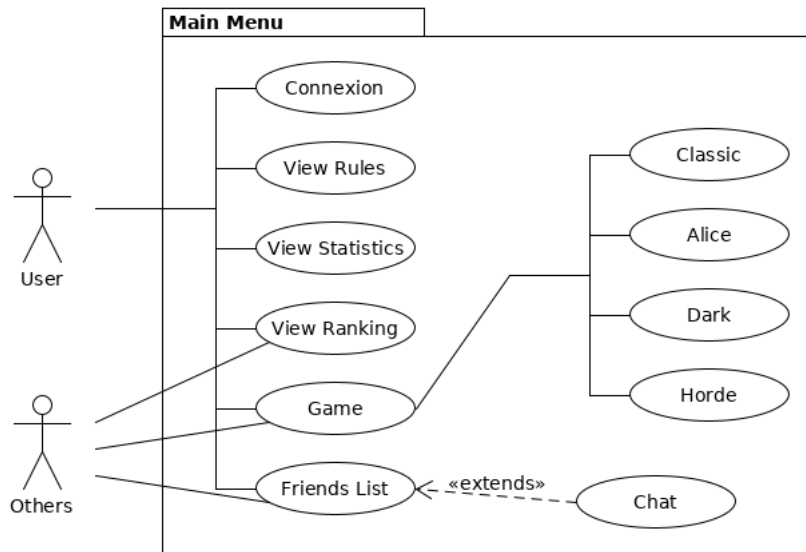 Main Menu
Connexion
View Rules
View Statistics
View Ranking
Game
Friends List
User
Others
Classic
Alice
Dark
Horde
«extends»
Chat